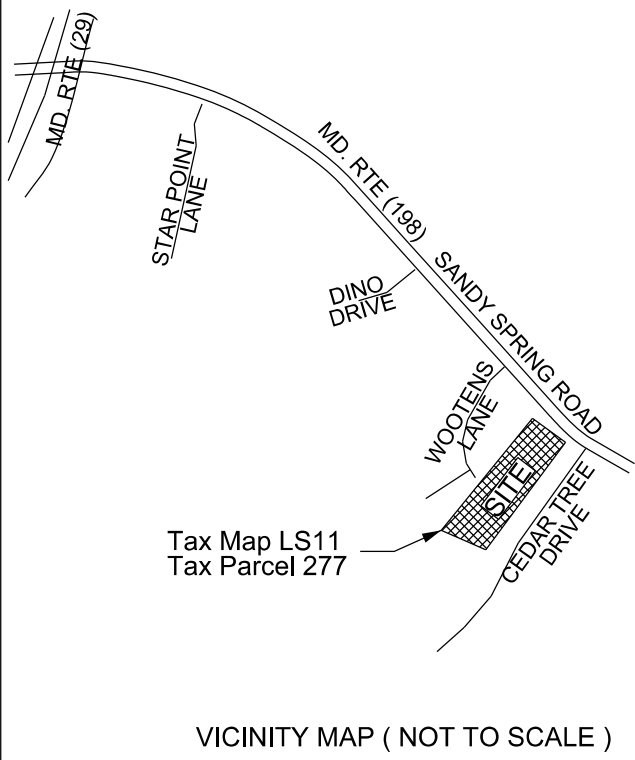 MD. RTE (29)
STAR POINT
LANE
MD. RTE (198)
SANDY SPRING ROAD
DINO
DRIVE
WOOTENS
LANE
SITE
CEDAR TREE
DRIVE
Tax Map LS11
Tax Parcel 277
VICINITY MAP ( NOT TO SCALE )